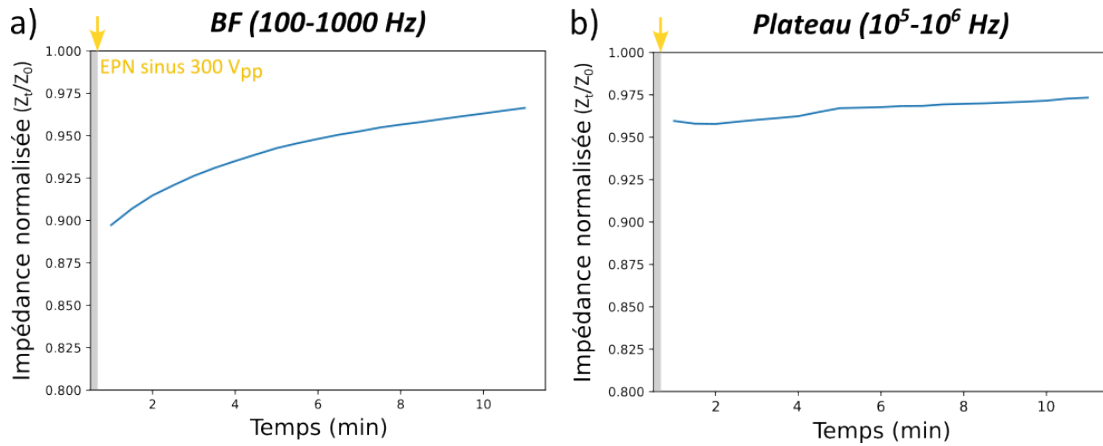 a)
BF (100-1000 Hz)
EPN sinus 300 Vpp
Impédance normalisée (Zt/Z0)
1.000
0.975
0.950
0.925
0.900
0.875
0.850
0.825
0.800
2 4 6 8 10
Temps (min)
b)
Plateau (10⁵-10⁶ Hz)
Impédance normalisée (Zt/Z0)
1.000
0.975
0.950
0.925
0.900
0.875
0.850
0.825
0.800
2 4 6 8 10
Temps (min)